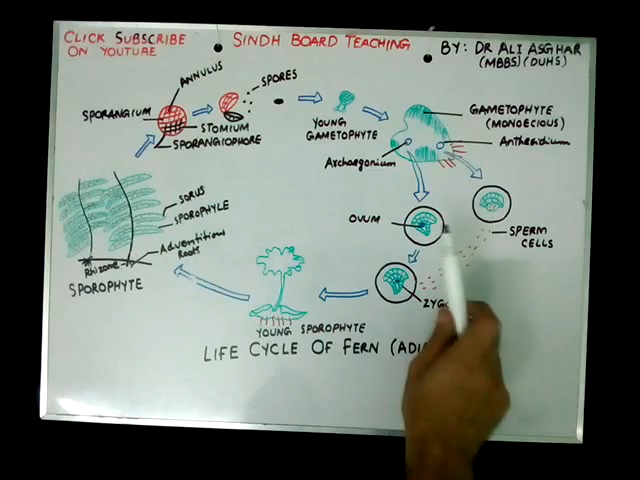 CLICK SUBSCRIBE
ON YOUTUBE
SINDH BOARD TEACHING
BY: DR ALI ASGHAR
(MBBS) (DUHS)
ANNULUS
SPORANGIUM
STOMIUM
SPORANGIOPHORE
SPORES
YOUNG
GAMETOPHYTE
GAMETOPHYTE
(MONOECIOUS)
Antheridium
Archaegonium
OVUM
SPERM
CELLS
SORUS
SPOROPHYLE
Adventitious
Roots
Rhizome
SPOROPHYTE
YOUNG SPOROPHYTE
LIFE CYCLE OF FERN